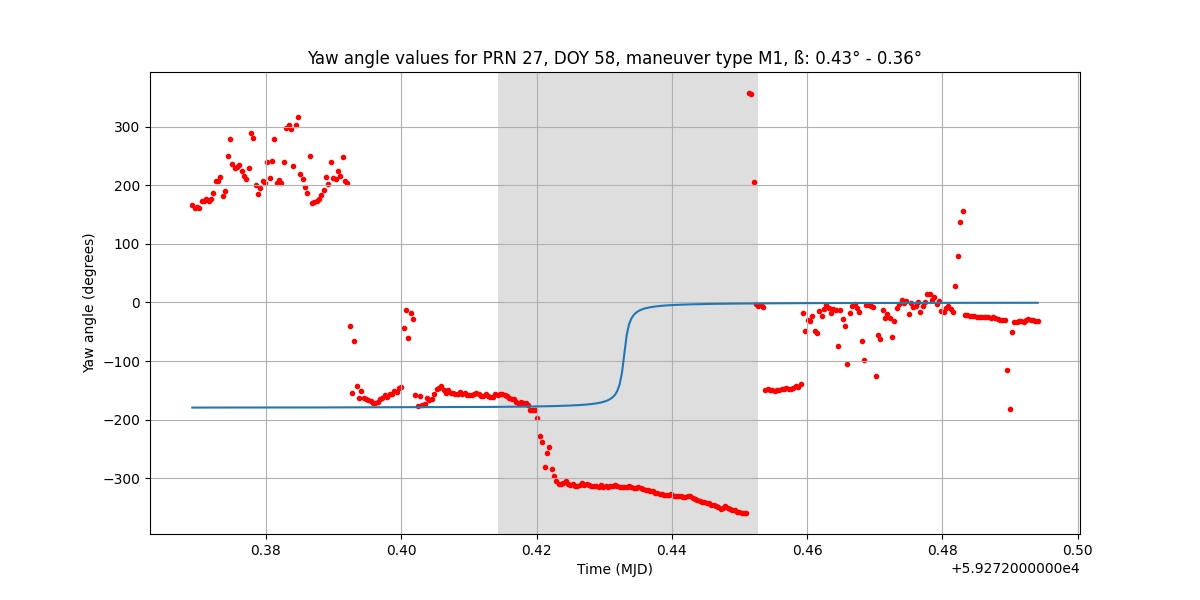 Yaw angle values for PRN 27, DOY 58, maneuver type M1, ß: 0.43° - 0.36°
Yaw angle (degrees)
300
200
100
0
−100
−200
−300
0.38 0.40 0.42 0.44 0.46 0.48 0.50
Time (MJD)
+5.9272000000e4